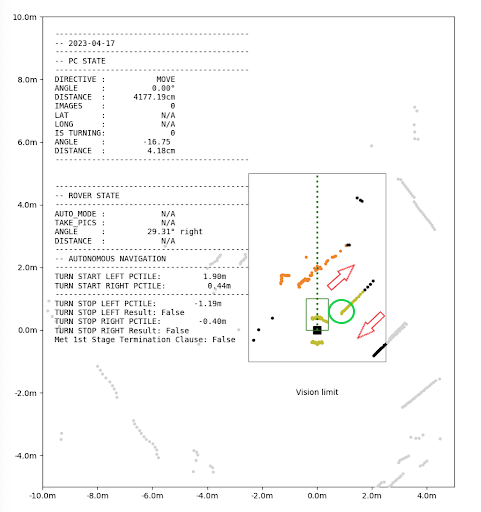 10.0m
8.0m
6.0m
4.0m
2.0m
0.0m
-2.0m
-4.0m
-10.0m -8.0m -6.0m -4.0m -2.0m 0.0m 2.0m 4.0m
-----------------------------------------
-- 2023-04-17
-----------------------------------------
-- PC STATE
-----------------------------------------
DIRECTIVE : MOVE
ANGLE : 0.00°
DISTANCE : 4177.19cm
IMAGES : 0
LAT : N/A
LONG : N/A
IS TURNING: 0
ANGLE : -16.75
DISTANCE : 4.18cm
-----------------------------------------
-----------------------------------------
-- ROVER STATE
-----------------------------------------
AUTO_MODE : N/A
TAKE_PICS : N/A
ANGLE : 29.31° right
DISTANCE : N/A
-----------------------------------------
-- AUTONOMOUS NAVIGATION
-----------------------------------------
TURN START LEFT PCTILE: 1.90m
TURN START RIGHT PCTILE: 0.44m
-----------------------------------------
TURN STOP LEFT PCTILE: -1.19m
TURN STOP LEFT Result: False
TURN STOP RIGHT PCTILE: -0.40m
TURN STOP RIGHT Result: False
Met 1st Stage Termination Clause: False
Vision limit